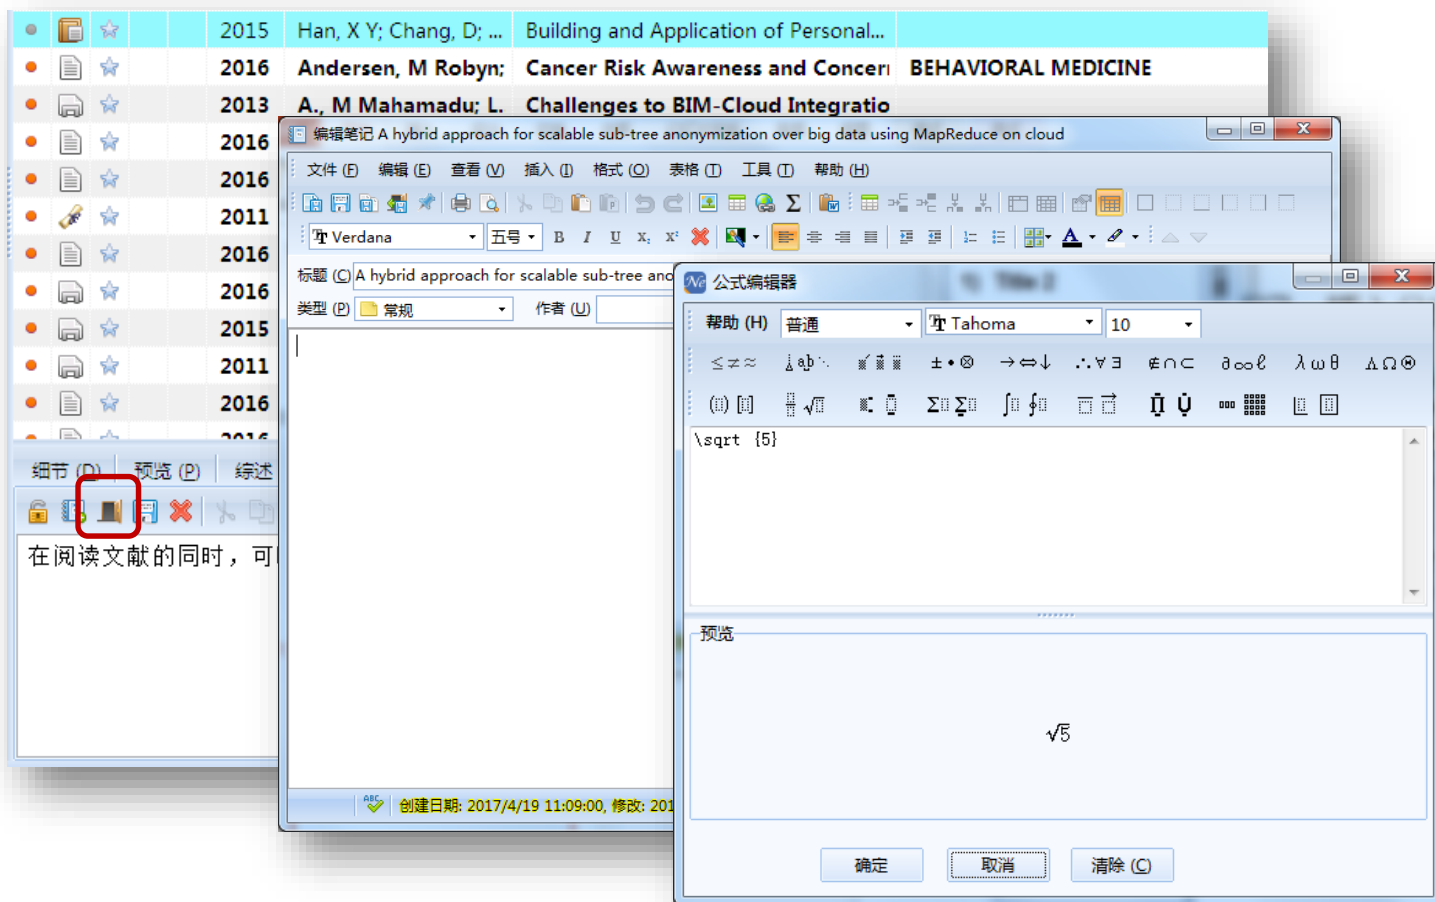 2015 Han, X Y; Chang, D; ... Building and Application of Personal...
2016 Andersen, M Robyn; Cancer Risk Awareness and Concer BEHAVIORAL MEDICINE
2013 A., M Mahamadu; L. Challenges to BIM-Cloud Integratio
2016
2016
2011
2016
2016
2015
2011
2016
2016
细节 (D) 预览 (P) 综述
在阅读文献的同时，可
编辑笔记 A hybrid approach for scalable sub-tree anonymization over big data using MapReduce on cloud
文件 (F) 编辑 (E) 查看 (V) 插入 (I) 格式 (O) 表格 (T) 工具 (T) 帮助 (H)
Verdana 五号 B I U x₂ x²
标题 (C) A hybrid approach for scalable sub-tree ano
类型 (P) 常规 作者 (U)
创建日期: 2017/4/19 11:09:00, 修改: 201
公式编辑器
帮助 (H) 普通 Tahoma 10
≤≠≈ ±•⊗ →⇔↓ ∴∀∃ ∉∩⊂ ∂∞ℓ λωθ ΔΩΘ
\sqrt {5}
预览
√5
确定 取消 清除 (C)